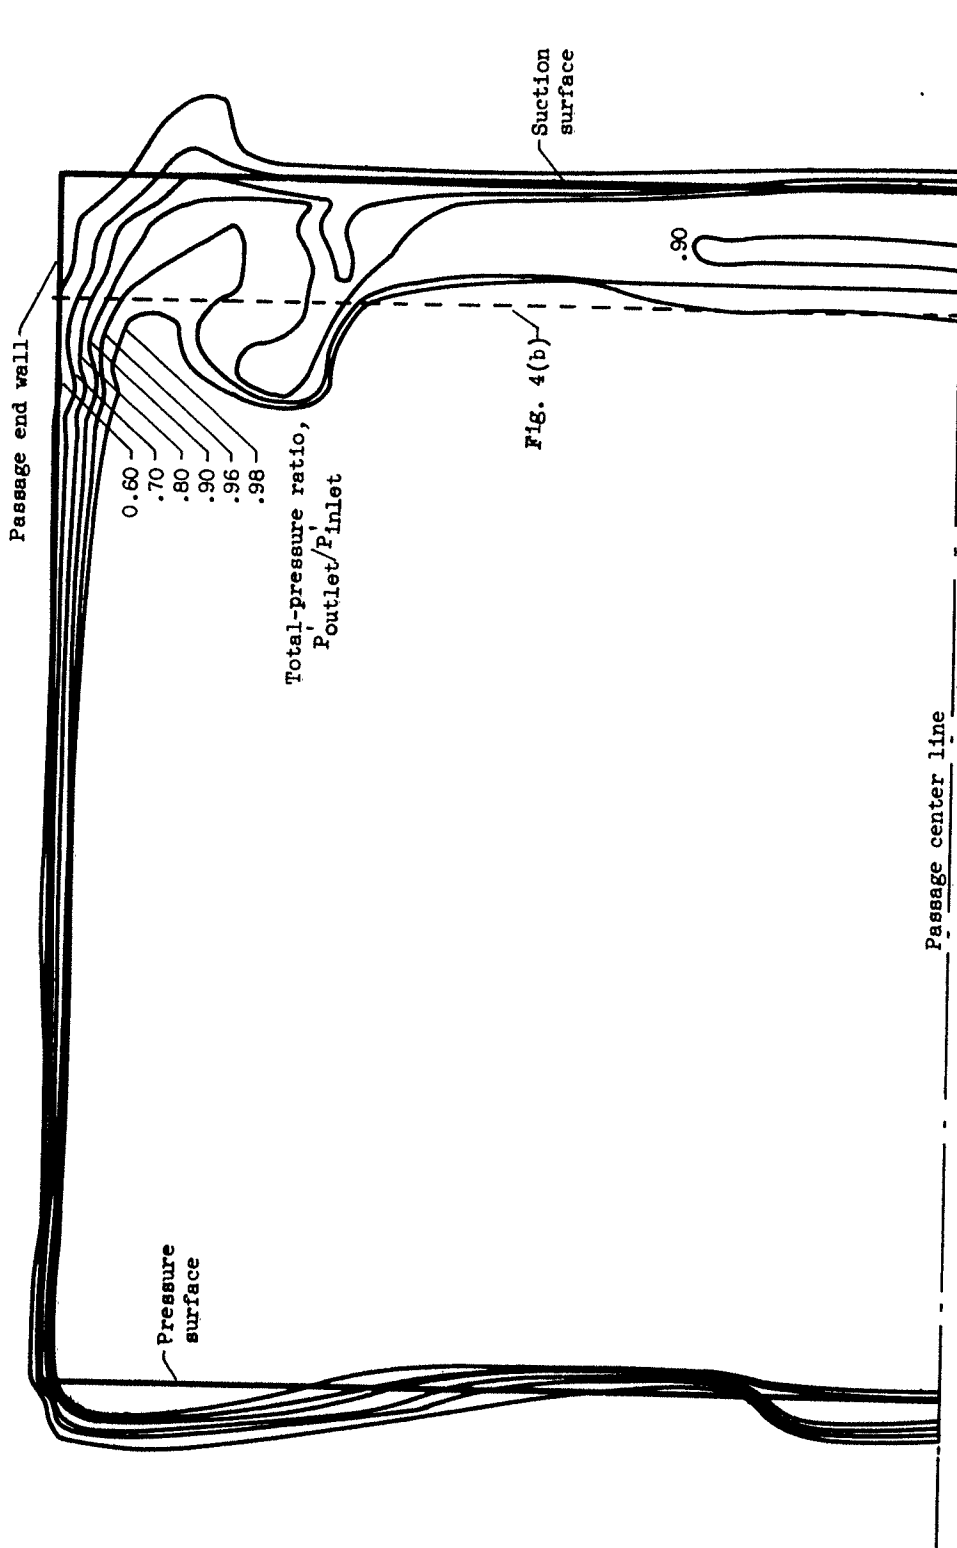 Passage end wall
Suction
surface
.90
Fig. 4(b)
0.60
.70
.80
.90
.96
.98
Total-pressure ratio,
P'outlet/P'inlet
Pressure
surface
Passage center line